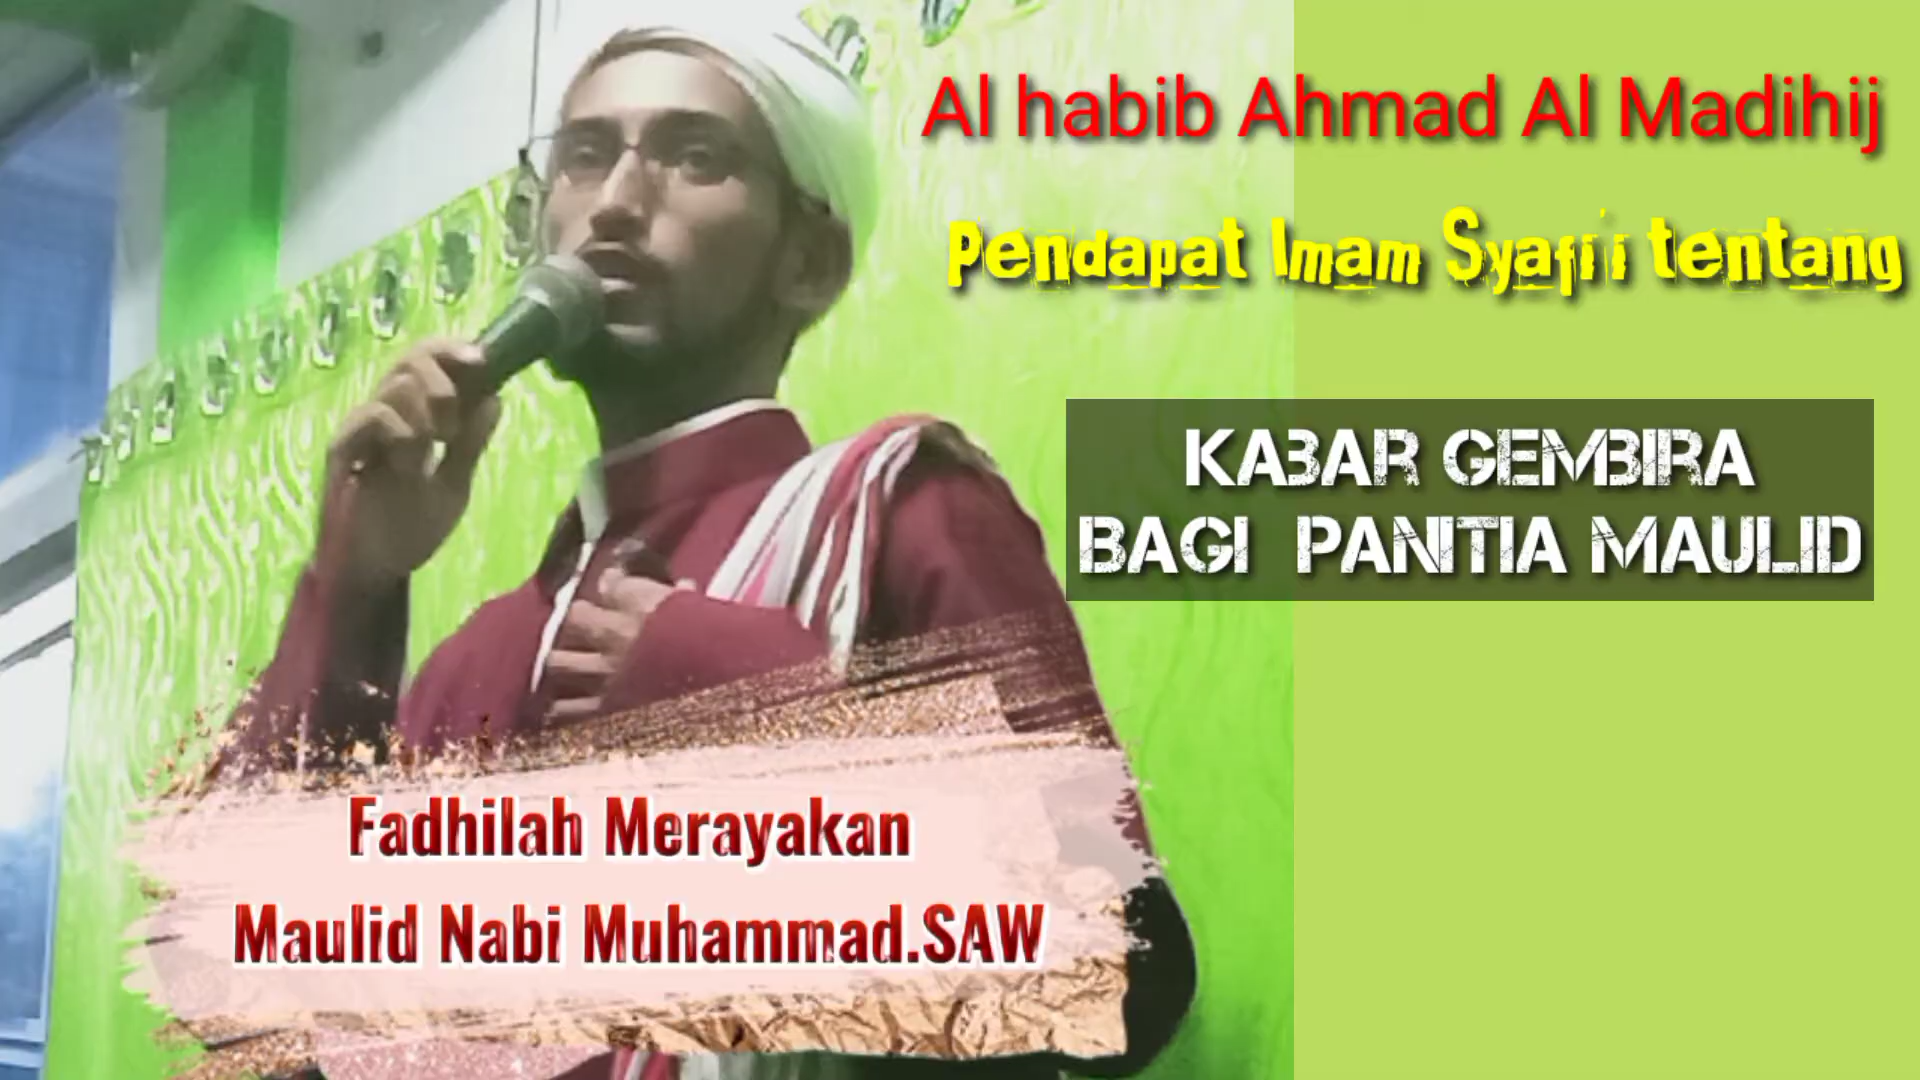 Al habib Ahmad Al Madihij
Pendapat Imam Syafi'i tentang
KABAR GEMBIRA
BAGI PANITIA MAULID
Fadhilah Merayakan
Maulid Nabi Muhammad.SAW